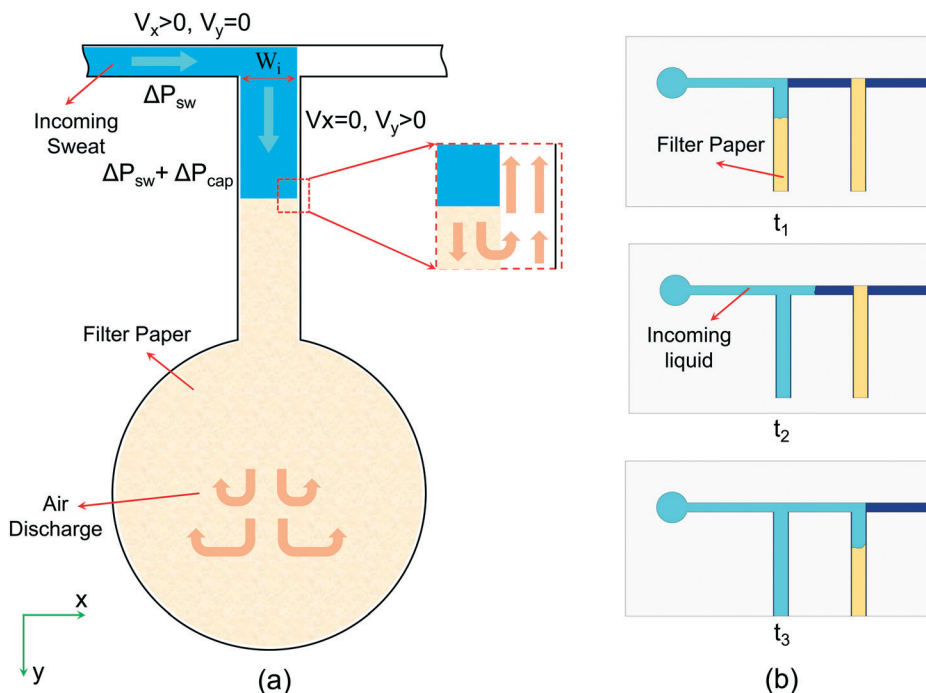 Vx>0, Vy=0
Wi
ΔPsw
Incoming
Sweat
Vx=0, Vy>0
ΔPsw + ΔPcap
Filter Paper
Air
Discharge
x
y
(a)
Filter Paper
t1
Incoming
liquid
t2
t3
(b)